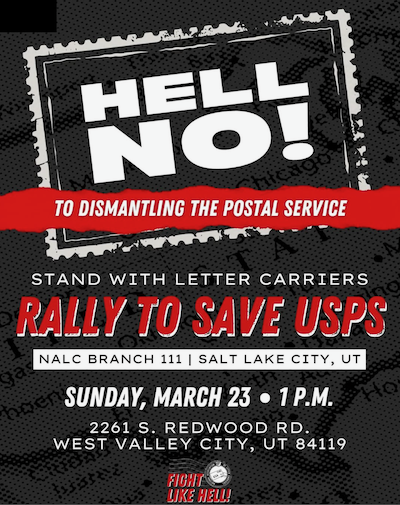 HELL
NO!
TO DISMANTLING THE POSTAL SERVICE
STAND WITH LETTER CARRIERS
RALLY TO SAVE USPS
NALC BRANCH 111 | SALT LAKE CITY, UT
SUNDAY, MARCH 23 • 1 P.M.
2261 S. REDWOOD RD.
WEST VALLEY CITY, UT 84119
FIGHT
LIKE HELL!